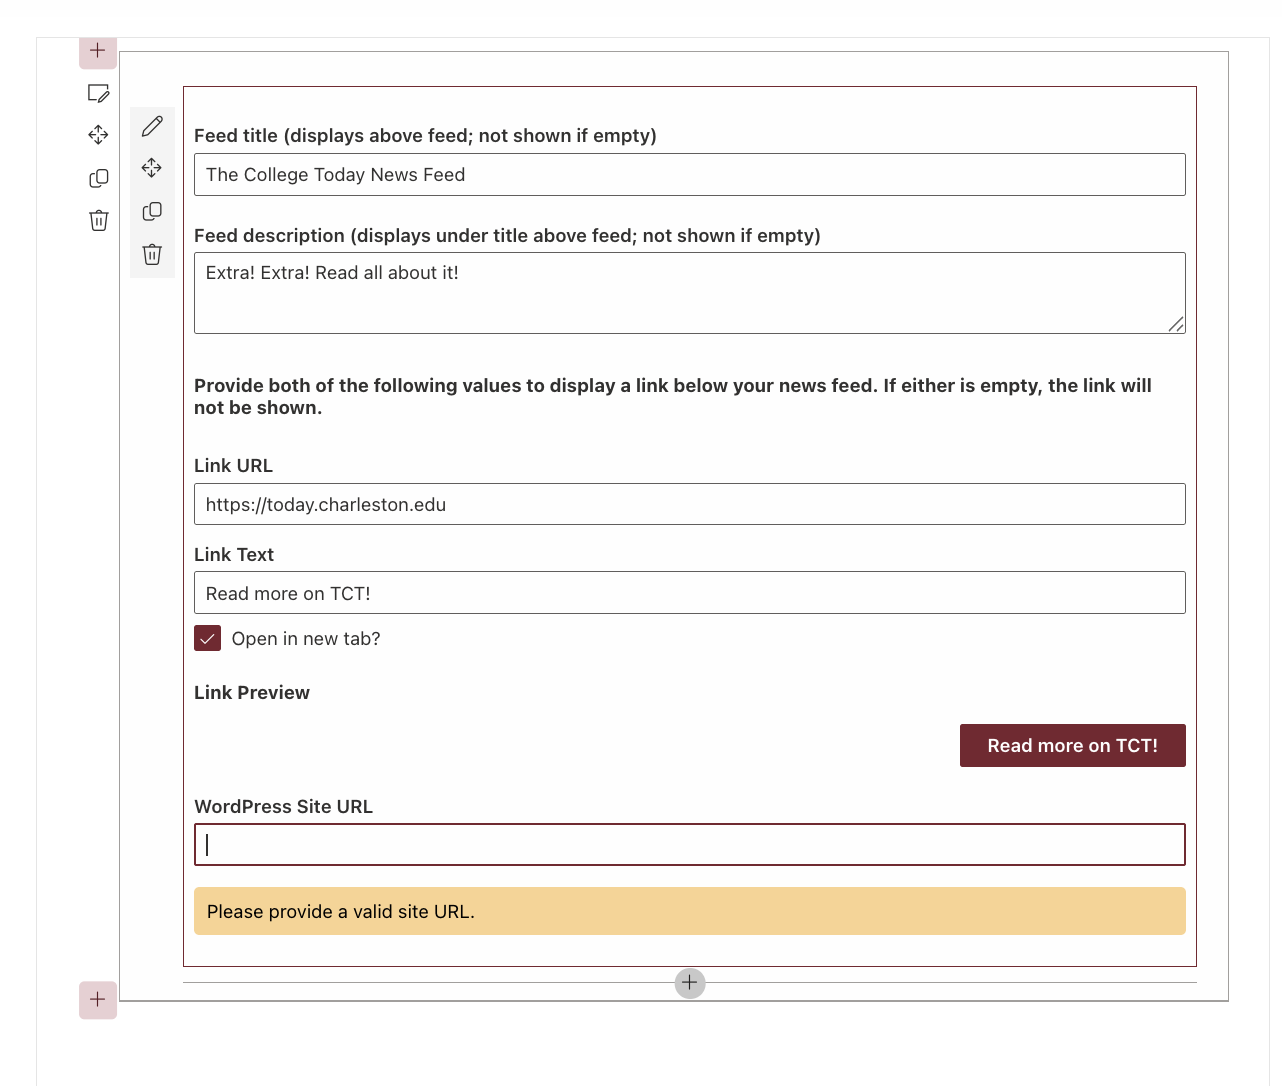 Feed title (displays above feed; not shown if empty)
The College Today News Feed
Feed description (displays under title above feed; not shown if empty)
Extra! Extra! Read all about it!
Provide both of the following values to display a link below your news feed. If either is empty, the link will
not be shown.
Link URL
https://today.charleston.edu
Link Text
Read more on TCT!
Open in new tab?
Link Preview
Read more on TCT!
WordPress Site URL
Please provide a valid site URL.